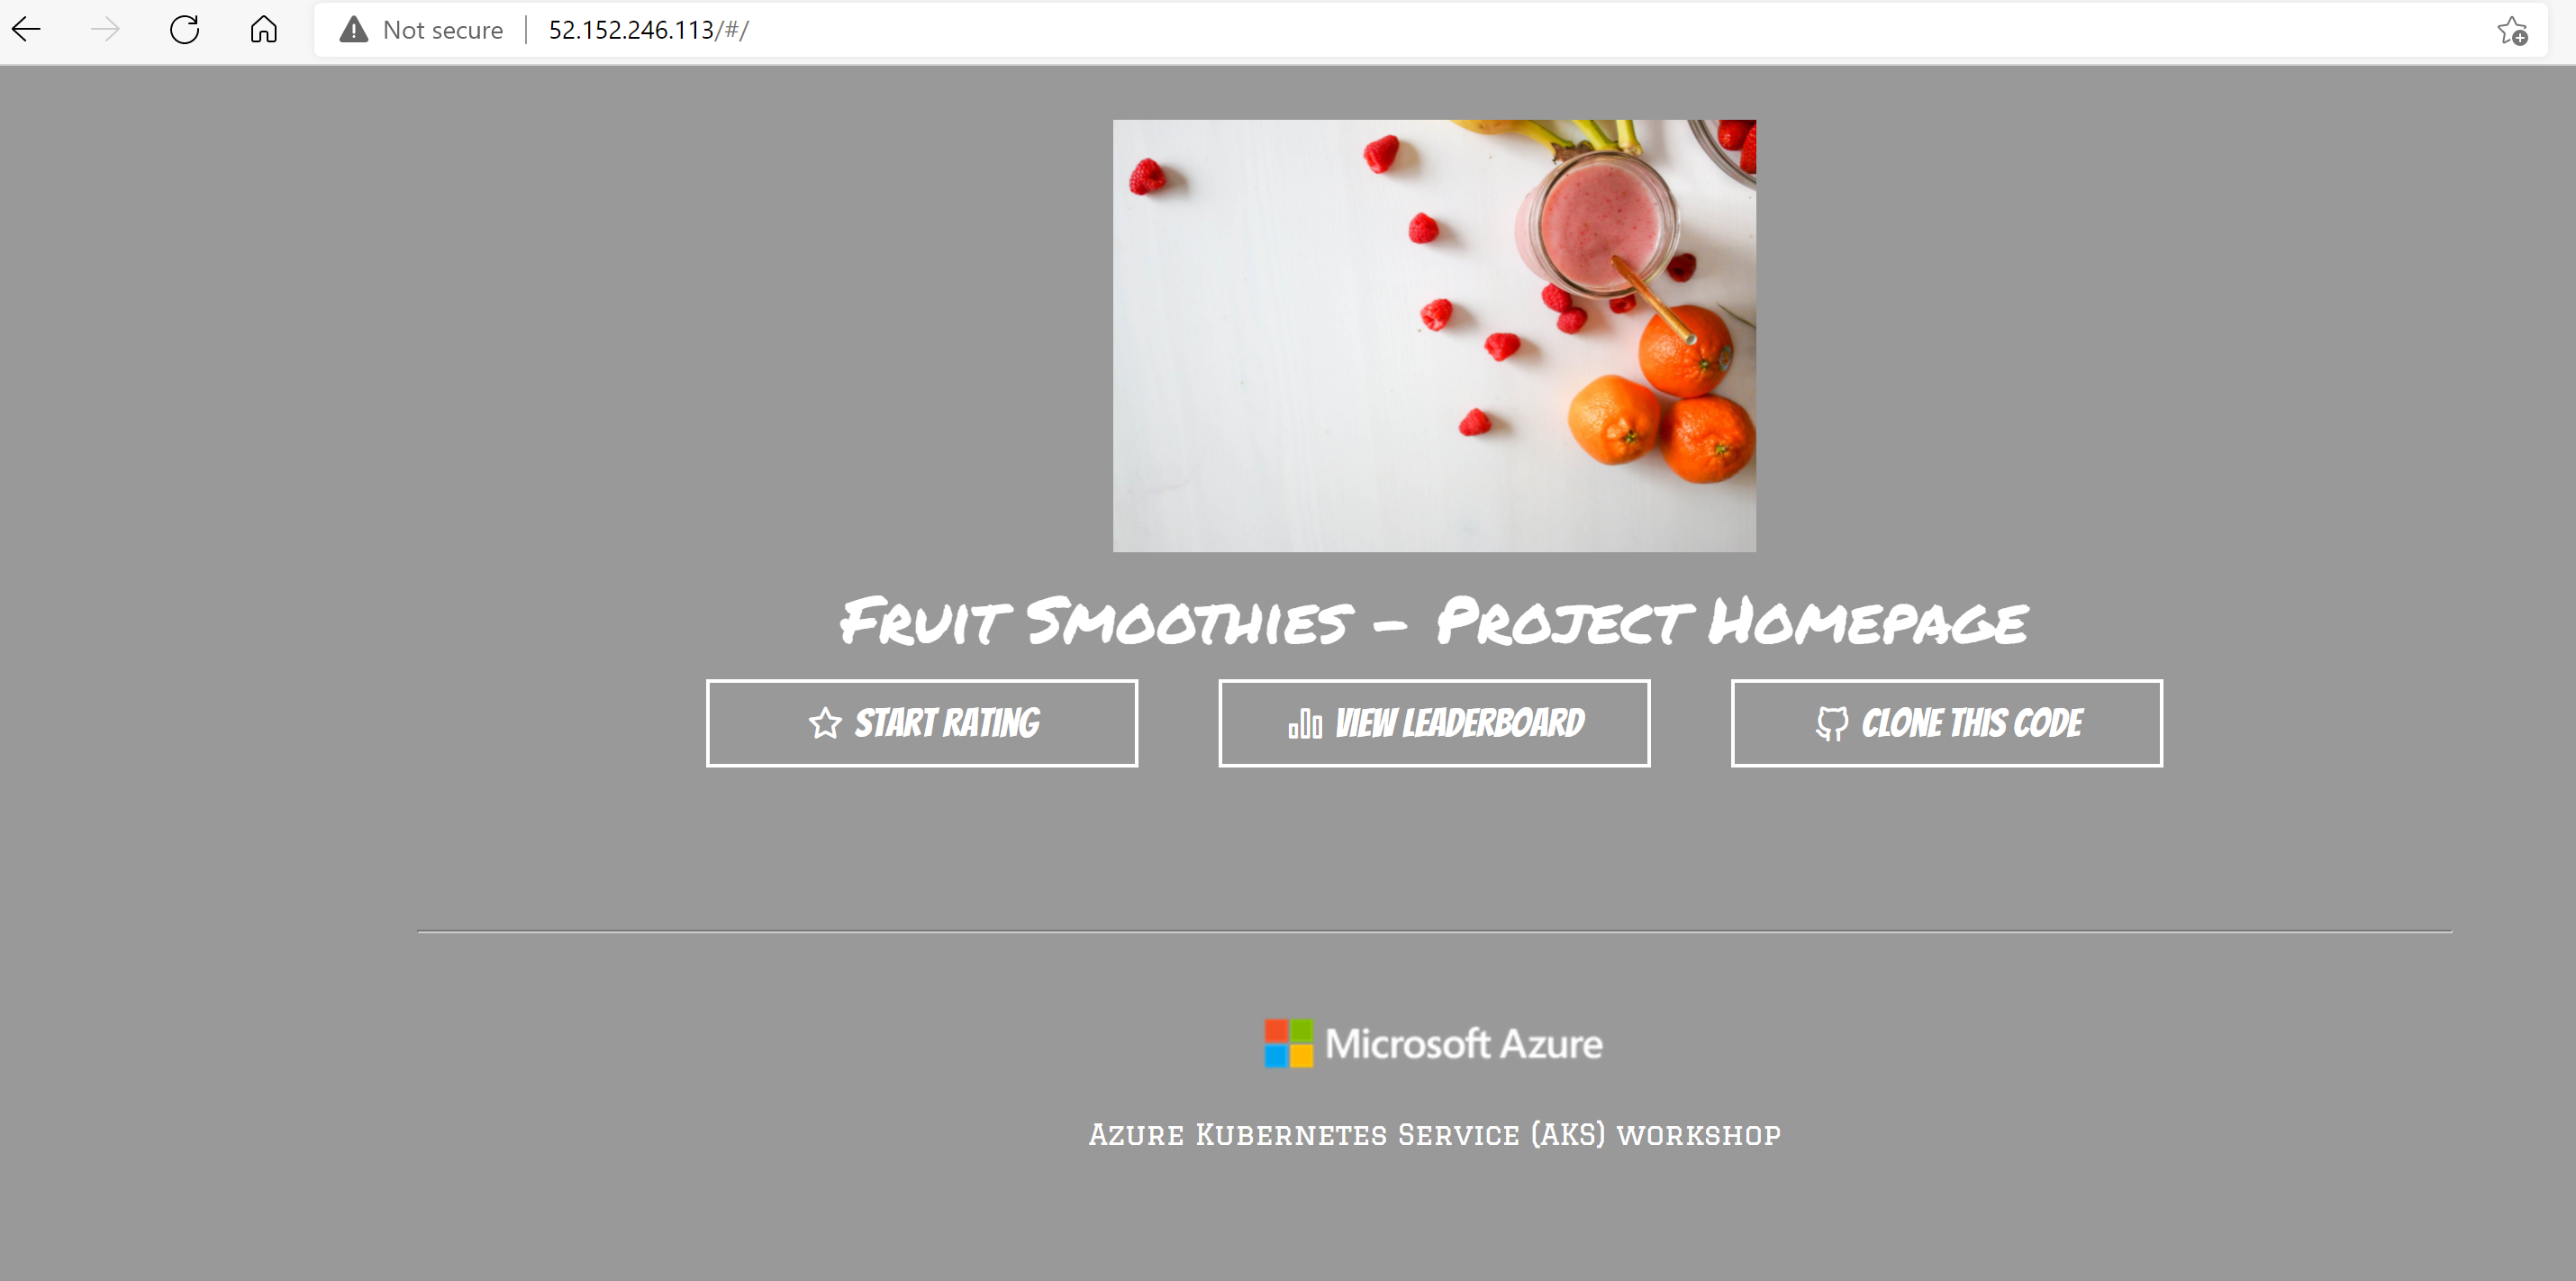 Not secure | 52.152.246.113/#/
Fruit Smoothies – Project Homepage
START RATING
VIEW LEADERBOARD
CLONE THIS CODE
Microsoft Azure
Azure Kubernetes Service (AKS) workshop